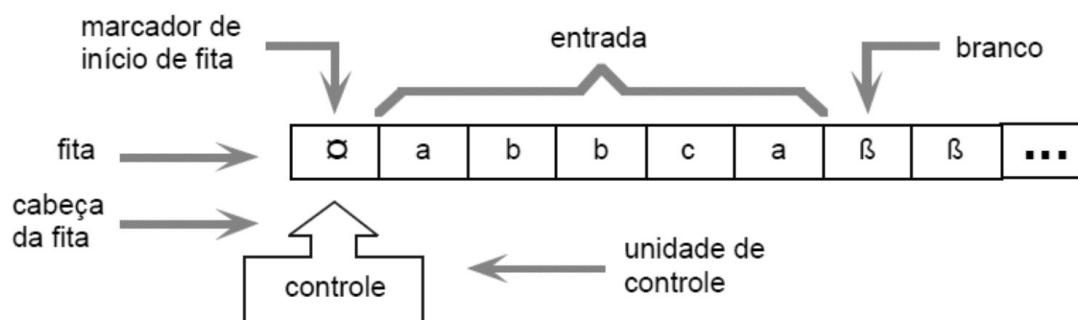 marcador de
início de fita
entrada
branco
fita
¤ a b b c a ß ß ...
cabeça
da fita
controle
unidade de
controle